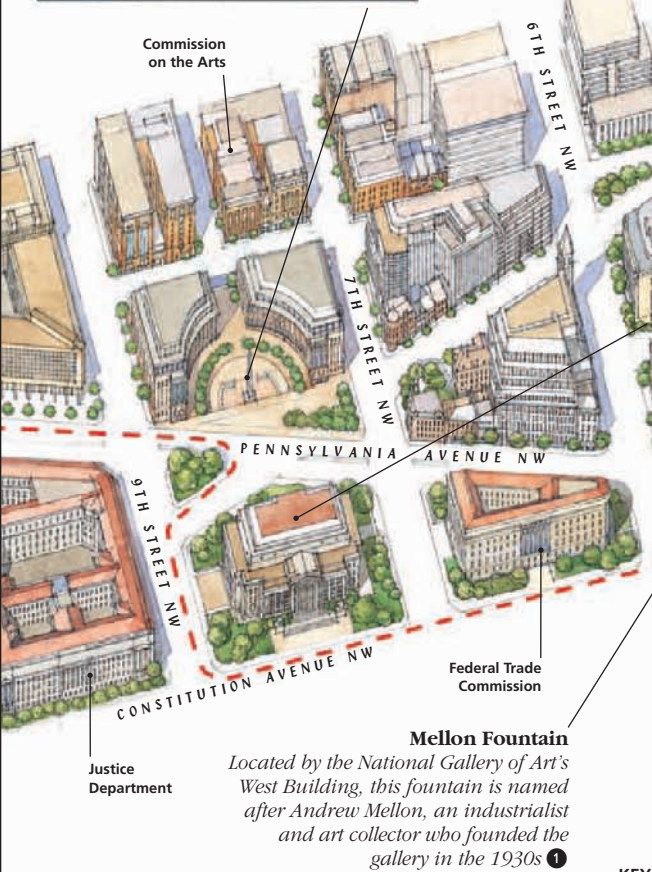 Commission
on the Arts
6TH STREET NW
7TH STREET NW
PENNSYLVANIA AVENUE NW
9TH STREET NW
CONSTITUTION AVENUE NW
Federal Trade
Commission
Justice
Department
Mellon Fountain
Located by the National Gallery of Art's
West Building, this fountain is named
after Andrew Mellon, an industrialist
and art collector who founded the
gallery in the 1930s 1
KEY